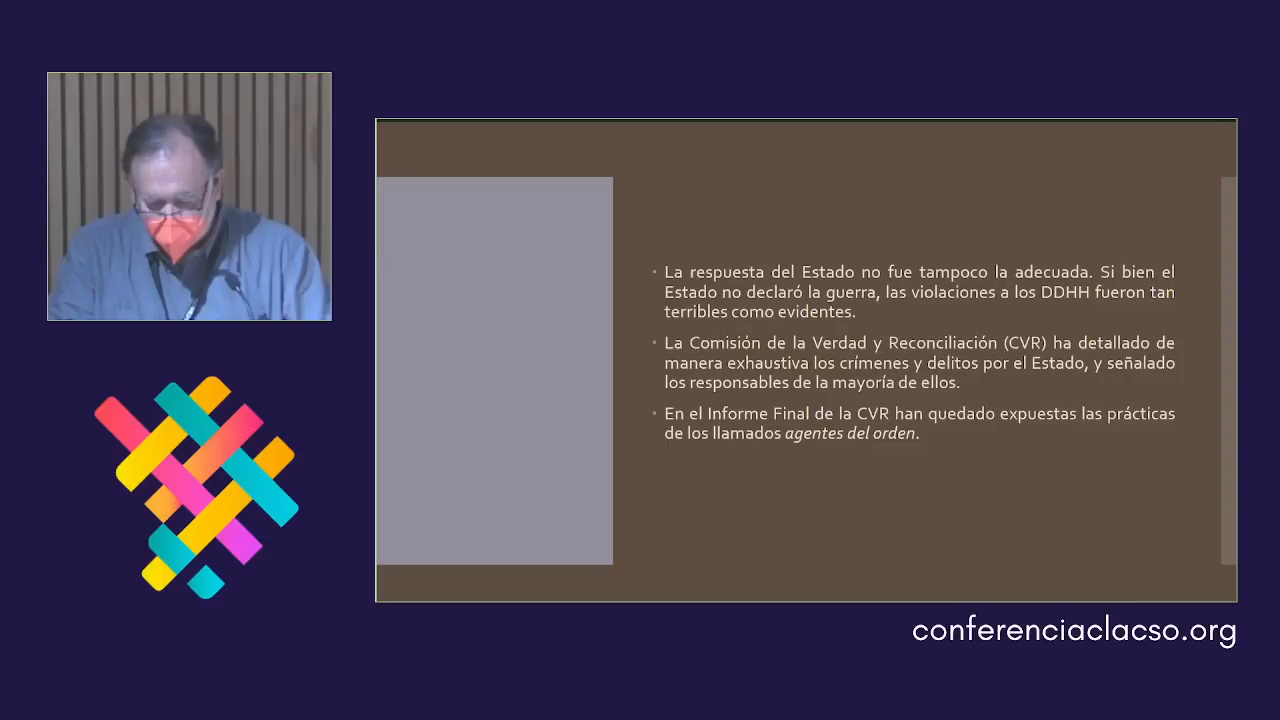 La respuesta del Estado no fue tampoco la adecuada. Si bien el
Estado no declaró la guerra, las violaciones a los DDHH fueron tan
terribles como evidentes.
La Comisión de la Verdad y Reconciliación (CVR) ha detallado de
manera exhaustiva los crímenes y delitos por el Estado, y señalado
los responsables de la mayoría de ellos.
En el Informe Final de la CVR han quedado expuestas las prácticas
de los llamados agentes del orden.
conferenciaclacso.org